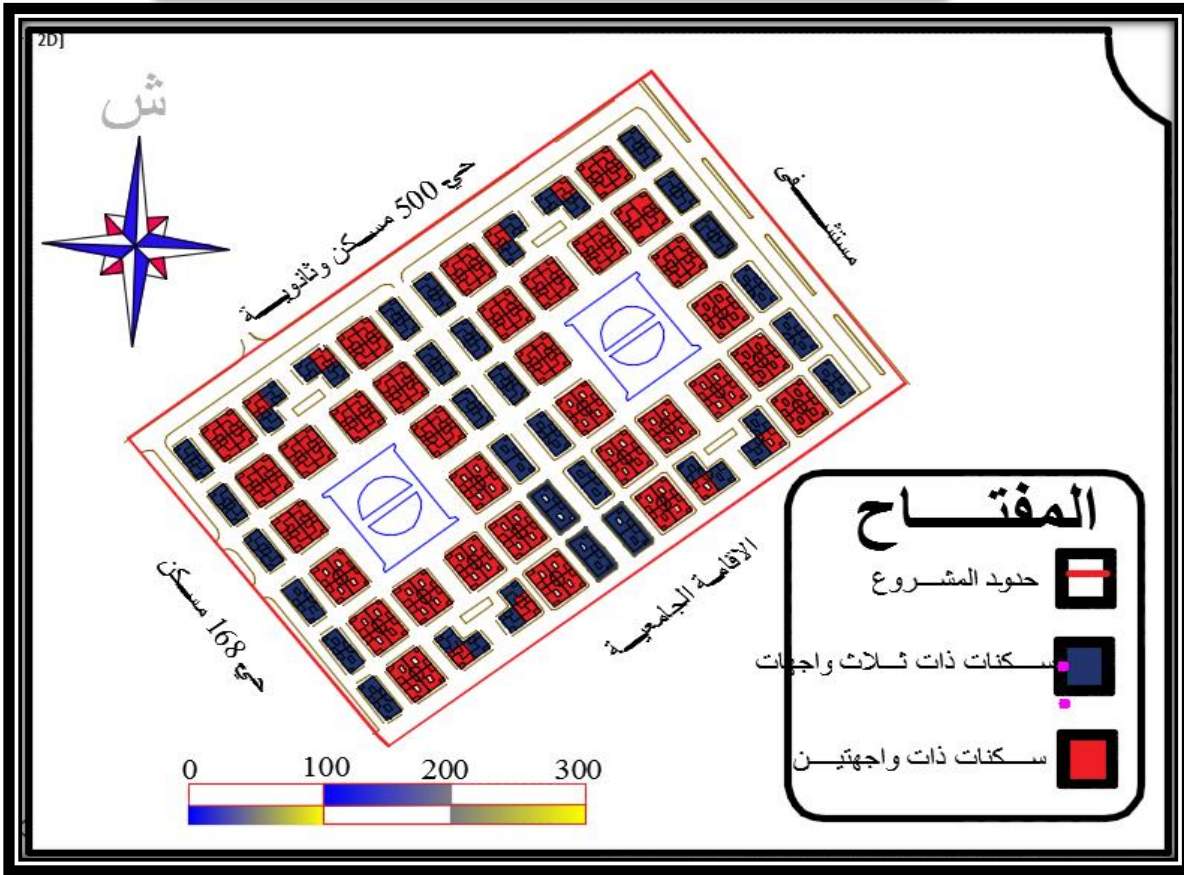 2D]
ش
حي 500 مسكن وثانوية
مستشفى
حي 168 مسكن
الاقامة الجامعية
المفتاح
حدود المشروع
سكنات ذات ثلاث واجهات
سكنات ذات واجهتين
0 100 200 300